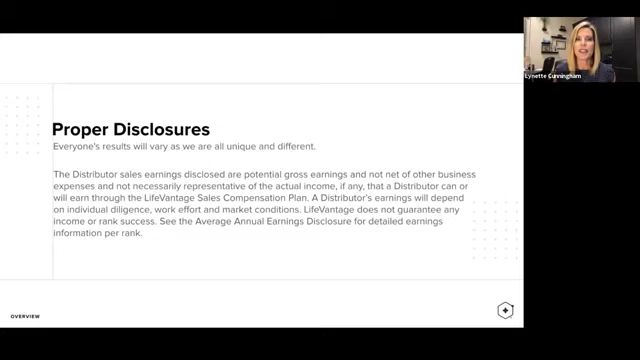 Lynette Cunningham
Proper Disclosures
Everyone's results will vary as we are all unique and different.
The Distributor sales earnings disclosed are potential gross earnings and not net of other business
expenses and not necessarily representative of the actual income, if any, that a Distributor can or
will earn through the LifeVantage Sales Compensation Plan. A Distributor's earnings will depend
on individual diligence, work effort and market conditions. LifeVantage does not guarantee any
income or rank success. See the Average Annual Earnings Disclosure for detailed earnings
information per rank.
OVERVIEW